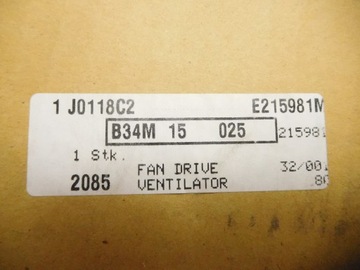 1 J0118C2 E215981M
B34M 15 025 215981
1 Stk. FAN DRIVE 32/00
2085 VENTILATOR